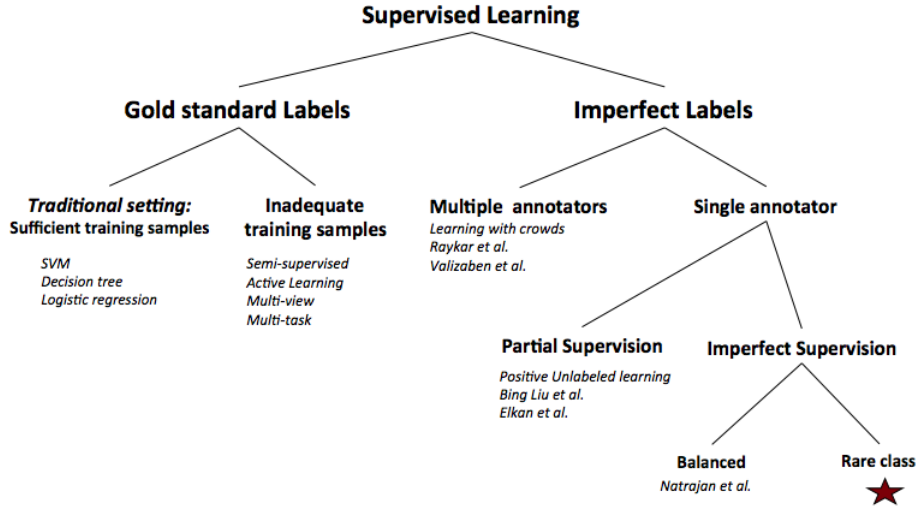 Supervised Learning
Gold standard Labels
Imperfect Labels
Traditional setting:
Sufficient training samples
SVM
Decision tree
Logistic regression
Inadequate
training samples
Semi-supervised
Active Learning
Multi-view
Multi-task
Multiple annotators
Learning with crowds
Raykar et al.
Valizaben et al.
Single annotator
Partial Supervision
Positive Unlabeled learning
Bing Liu et al.
Elkan et al.
Imperfect Supervision
Balanced
Natrajan et al.
Rare class